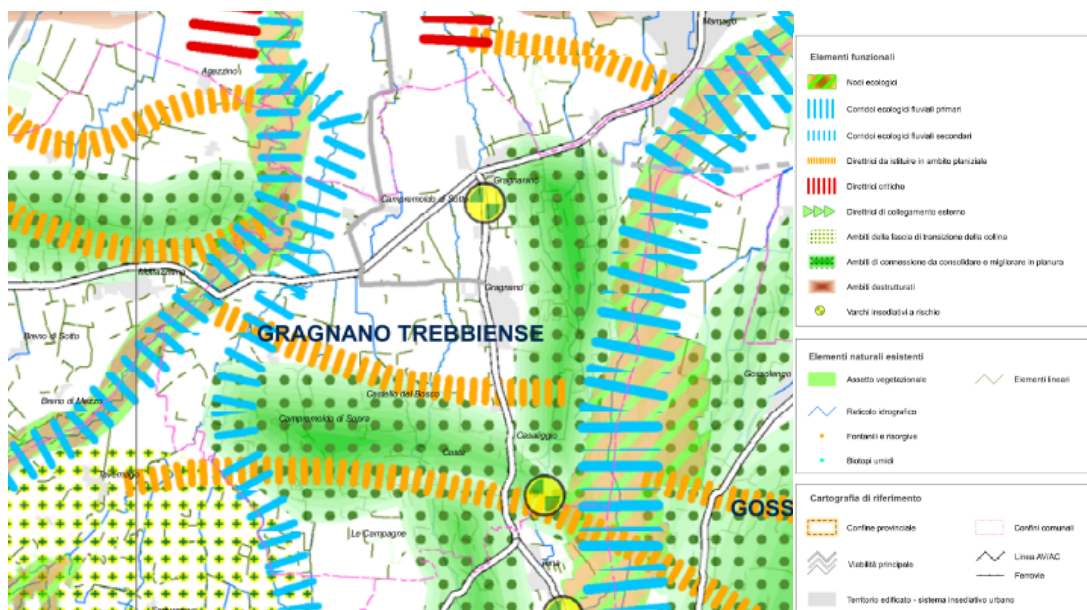 Mamago
Agazzino
Gragnanino
Campremoldo di Sotto
Mottaziana
Gragnano
Breno di Sotto
GRAGNANO TREBBIENSE
Gossolengo
Castello del Bosco
Breno di Mezzo
Campremoldo di Sopra
Casaliggio
Costa
Tavernago
GOSS
Le Campagne
Tuna
Elementi funzionali
Nodi ecologici
Corridoi ecologici fluviali primari
Corridoi ecologici fluviali secondari
Direttrici da istituire in ambito planiziale
Direttrici critiche
Direttrici di collegamento esterno
Ambiti della fascia di transizione della collina
Ambiti di connessione da consolidare e migliorare in pianura
Ambiti destrutturati
Varchi insediativi a rischio
Elementi naturali esistenti
Assetto vegetazionale
Elementi lineari
Reticolo idrografico
Fontanili e risorgive
Biotopi umidi
Cartografia di riferimento
Confine provinciale
Confini comunali
Viabilità principale
Linea AV/AC
Ferrovie
Territorio edificato - sistema insediativo urbano